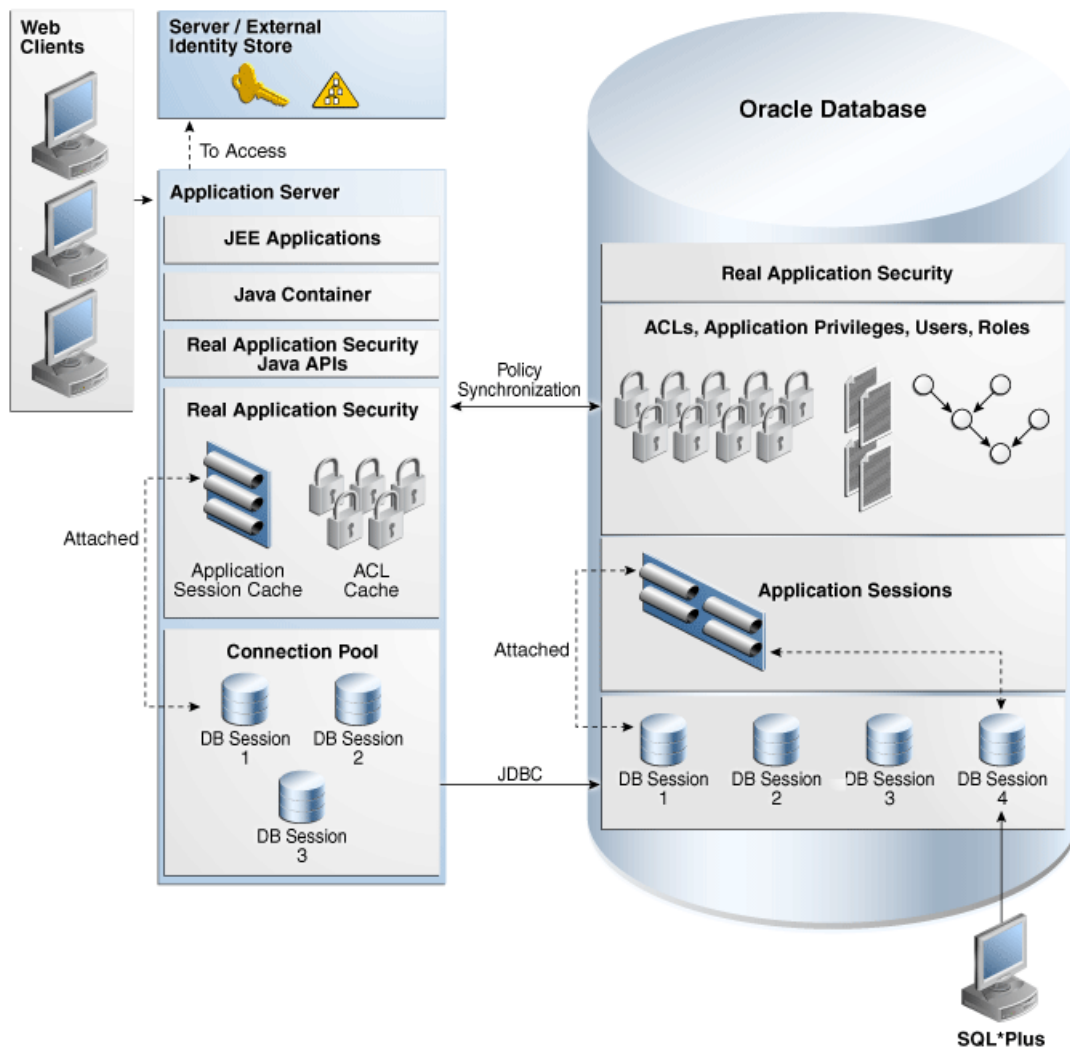 Web
Clients
Server / External
Identity Store
To Access
Application Server
JEE Applications
Java Container
Real Application Security
Java APIs
Real Application Security
Application
Session Cache
ACL
Cache
Attached
Connection Pool
DB Session
1
DB Session
2
DB Session
3
Policy
Synchronization
JDBC
Oracle Database
Real Application Security
ACLs, Application Privileges, Users, Roles
Application Sessions
Attached
DB Session
1
DB Session
2
DB Session
3
DB Session
4
SQL*Plus